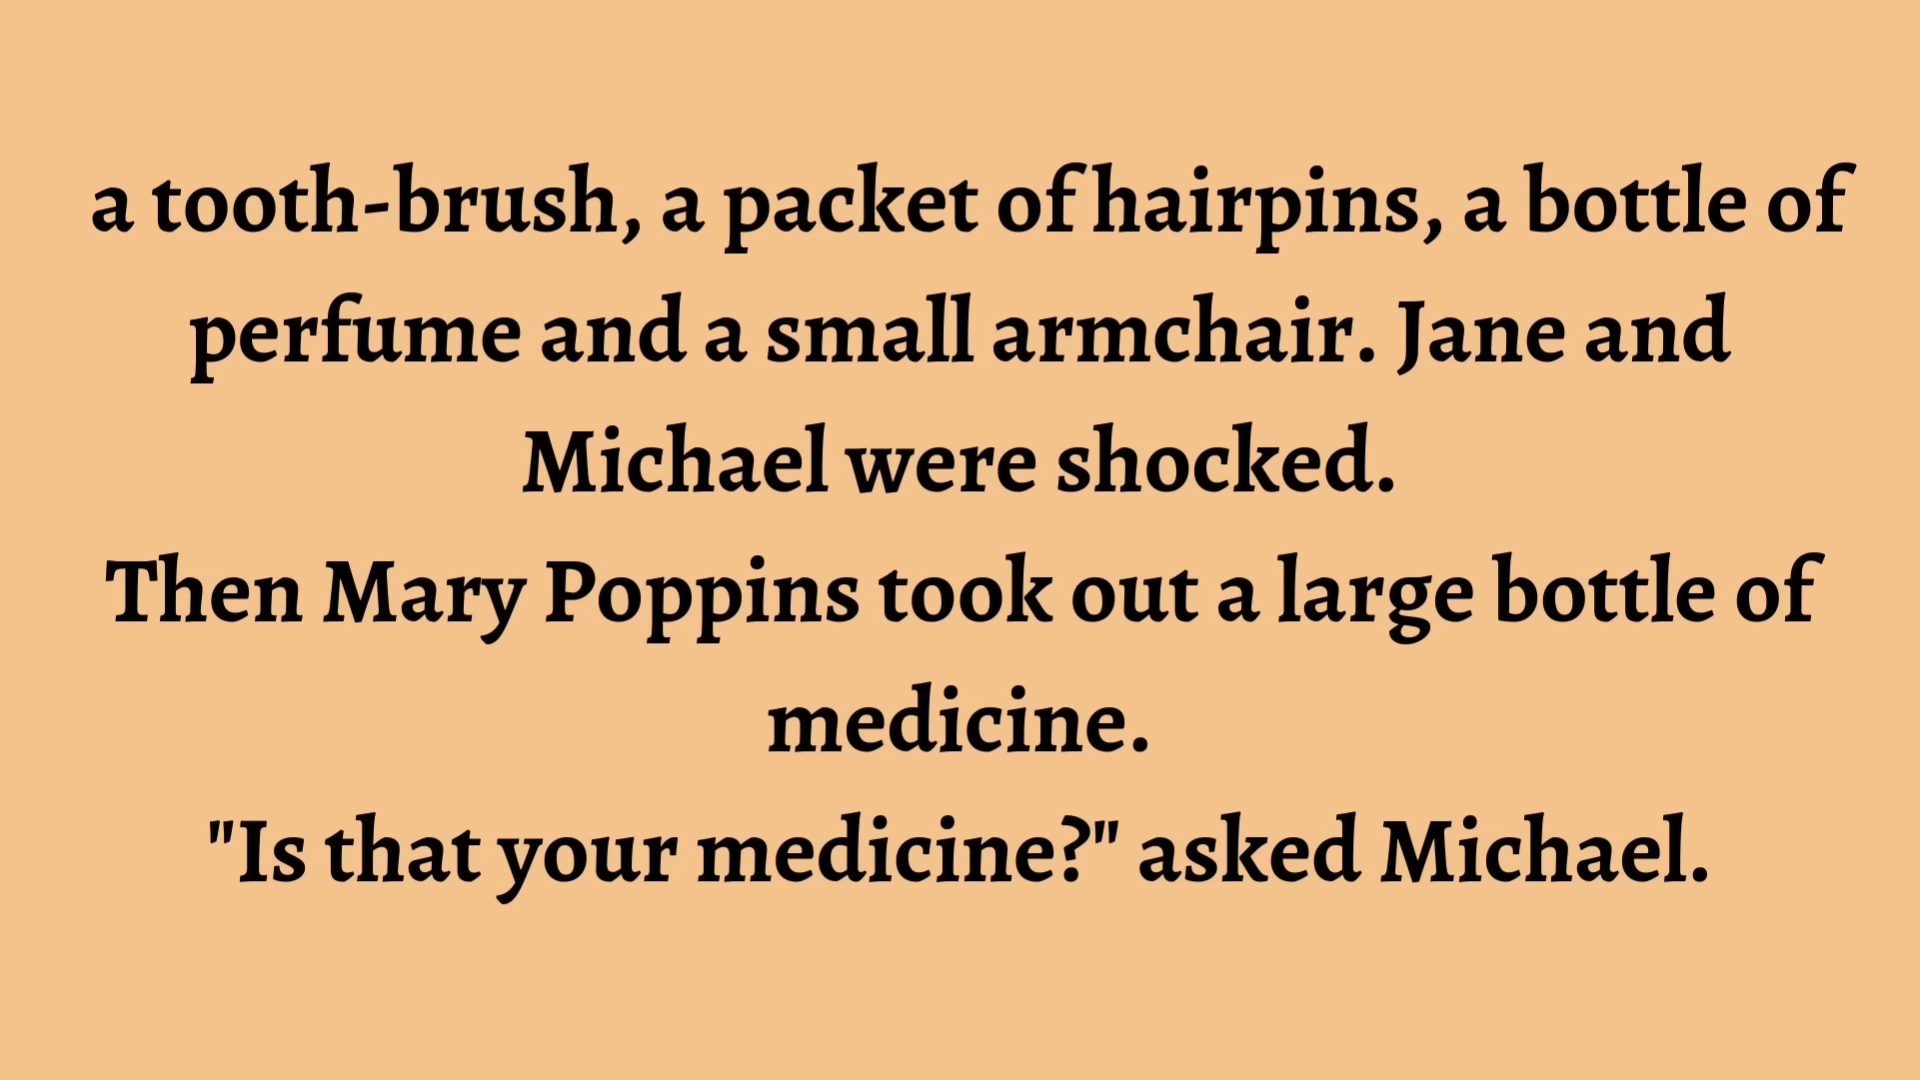 a tooth-brush, a packet of hairpins, a bottle of
perfume and a small armchair. Jane and
Michael were shocked.
Then Mary Poppins took out a large bottle of
medicine.
"Is that your medicine?" asked Michael.